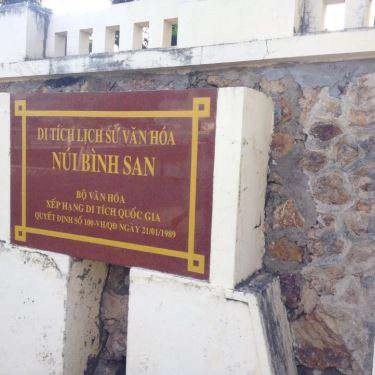 DI TÍCH LỊCH SỬ VĂN HÓA
NÚI BÌNH SAN
BỘ VĂN HÓA
XẾP HẠNG DI TÍCH QUỐC GIA
QUYẾT ĐỊNH SỐ 100-VH/QĐ NGÀY 21/01/1989